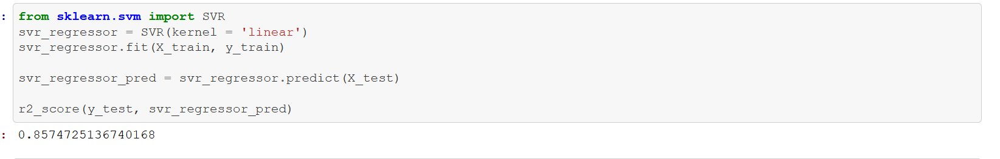 : from sklearn.svm import SVR
svr_regressor = SVR(kernel = 'linear')
svr_regressor.fit(X_train, y_train)
svr_regressor_pred = svr_regressor.predict(X_test)
r2_score(y_test, svr_regressor_pred)
: 0.8574725136740168